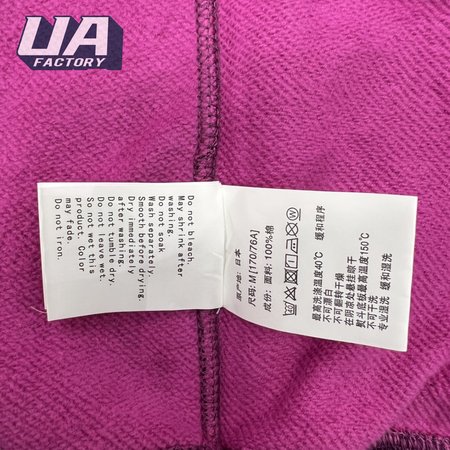 UA
FACTORY
Do not bleach.
May shrink after
washing.
Do not soak
Wash separately.
Smooth before drying.
Dry immediately
after washing.
Do not tumble dry.
Do not leave wet.
So not wet this
product. Color
may fade.
Do not iron.
原产地: 日本
尺码: M [170/76A]
成份: 面料: 100%棉
缓和程序
最高洗涤温度40℃
不可漂白
不可翻转干燥
在阴凉处悬挂晾干
熨斗底板最高温度150℃
不可干洗
专业湿洗 缓和湿洗